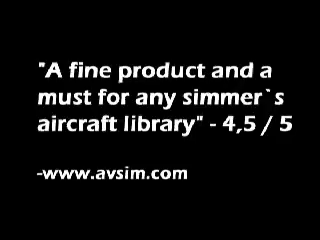 "A fine product and a
must for any simmer`s
aircraft library" - 4,5 / 5
-www.avsim.com